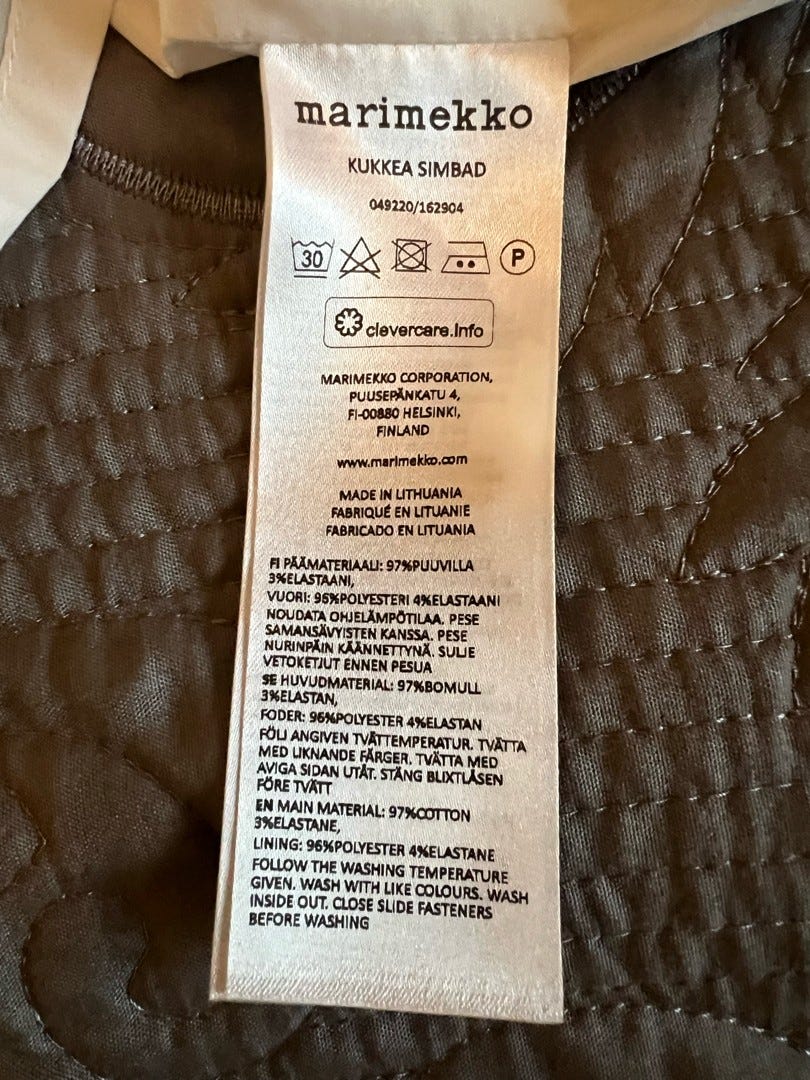 marimekko
KUKKEA SIMBAD
049220/162904
30 P
clevercare.info
MARIMEKKO CORPORATION,
PUUSEPÄNKATU 4,
FI-00880 HELSINKI,
FINLAND
www.marimekko.com
MADE IN LITHUANIA
FABRIQUÉ EN LITUANIE
FABRICADO EN LITUANIA
FI PÄÄMATERIAALI: 97%PUUVILLA
3%ELASTAANI,
VUORI: 96%POLYESTERI 4%ELASTAANI
NOUDATA OHJELÄMPÖTILAA. PESE
SAMANSÄVYISTEN KANSSA. PESE
NURINPÄIN KÄÄNNETTYNÄ. SULJE
VETOKETJUT ENNEN PESUA
SE HUVUDMATERIAL: 97%BOMULL
3%ELASTAN,
FODER: 96%POLYESTER 4%ELASTAN
FÖLJ ANGIVEN TVÄTTEMPERATUR. TVÄTTA
MED LIKNANDE FÄRGER. TVÄTTA MED
AVIGA SIDAN UTÅT. STÄNG BLIXTLÅSEN
FÖRE TVÄTT
EN MAIN MATERIAL: 97%COTTON
3%ELASTANE,
LINING: 96%POLYESTER 4%ELASTANE
FOLLOW THE WASHING TEMPERATURE
GIVEN. WASH WITH LIKE COLOURS. WASH
INSIDE OUT. CLOSE SLIDE FASTENERS
BEFORE WASHING